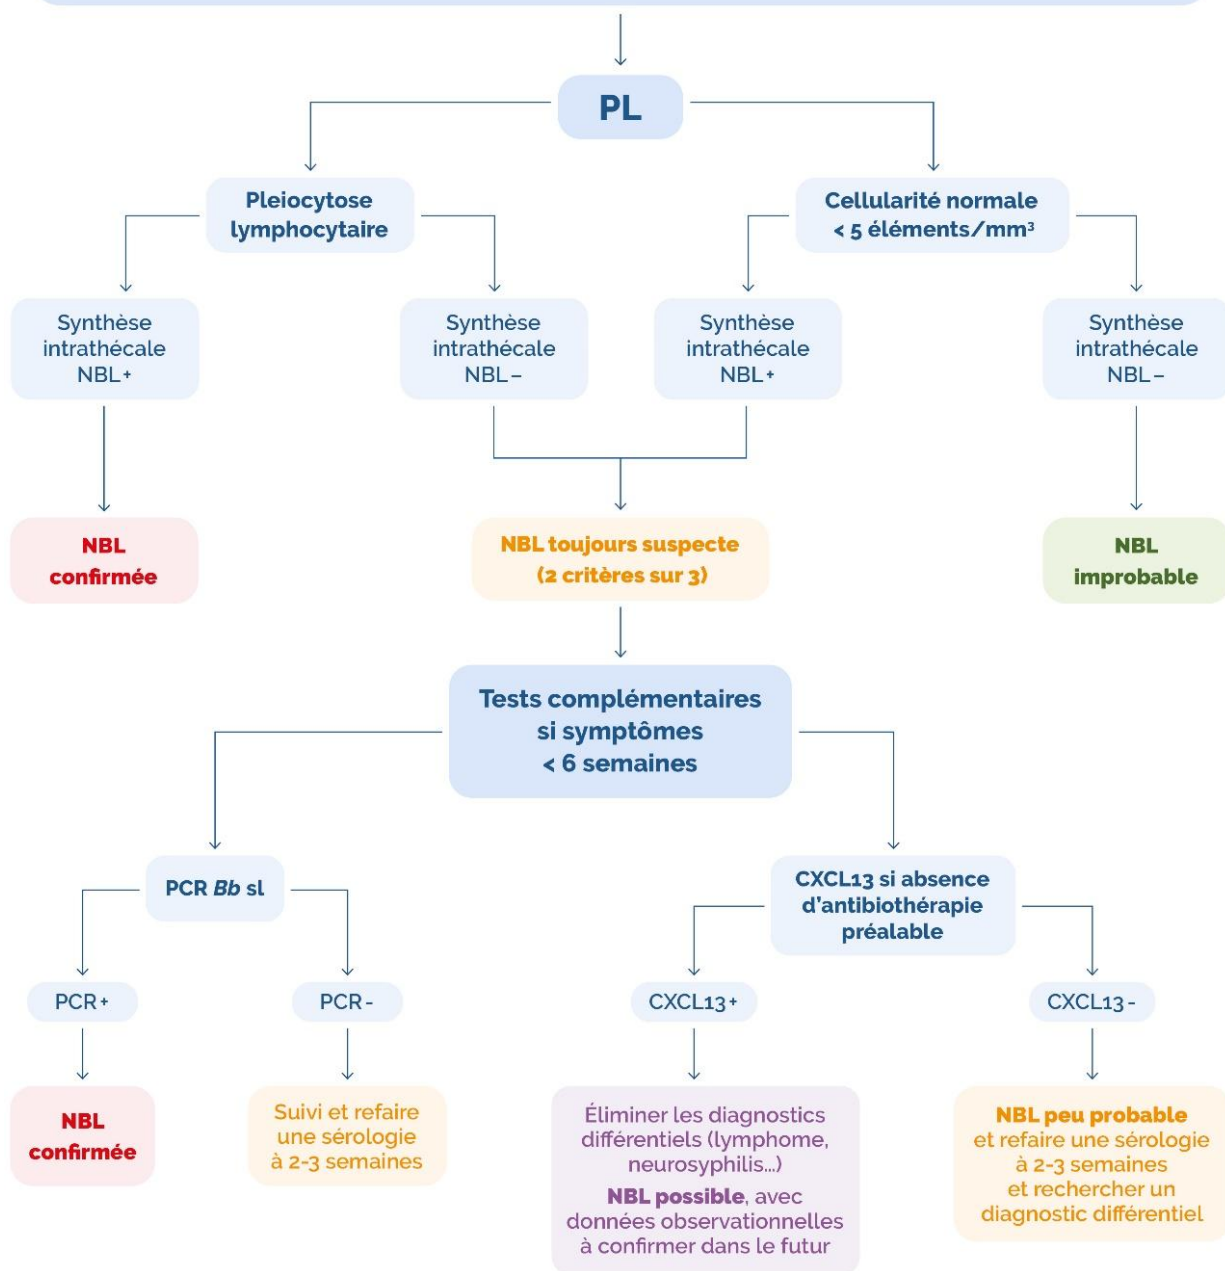 PL
Pleiocytose
lymphocytaire
Cellularité normale
< 5 éléments/mm³
Synthèse
intrathécale
NBL+
Synthèse
intrathécale
NBL–
Synthèse
intrathécale
NBL+
Synthèse
intrathécale
NBL–
NBL
confirmée
NBL toujours suspecte
(2 critères sur 3)
NBL
improbable
Tests complémentaires
si symptômes
< 6 semaines
PCR Bb sl
CXCL13 si absence
d'antibiothérapie
préalable
PCR+
PCR-
CXCL13+
CXCL13-
NBL
confirmée
Suivi et refaire
une sérologie
à 2-3 semaines
Éliminer les diagnostics
différentiels (lymphome,
neurosyphilis...)
NBL possible, avec
données observationnelles
à confirmer dans le futur
NBL peu probable
et refaire une sérologie
à 2-3 semaines
et rechercher un
diagnostic différentiel